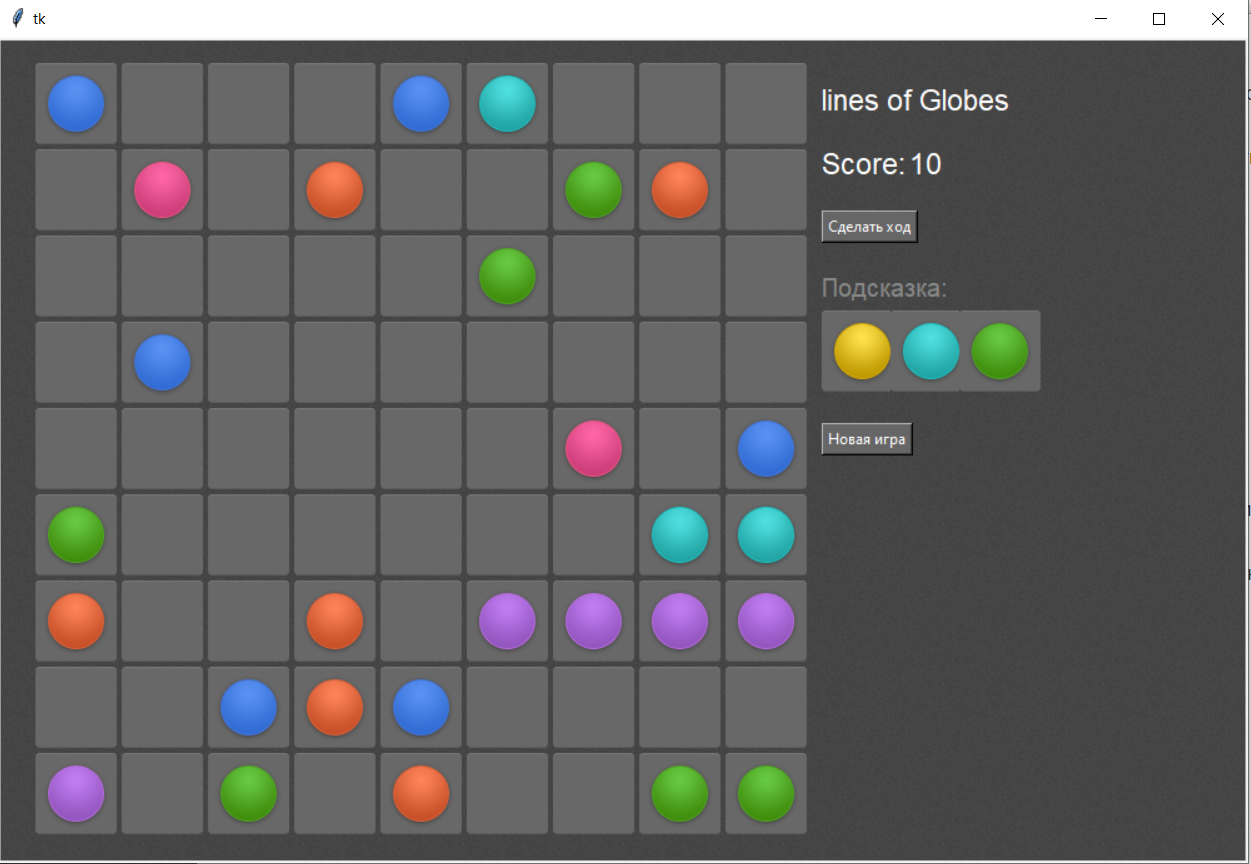 tk
lines of Globes
Score: 10
Сделать ход
Подсказка:
Новая игра